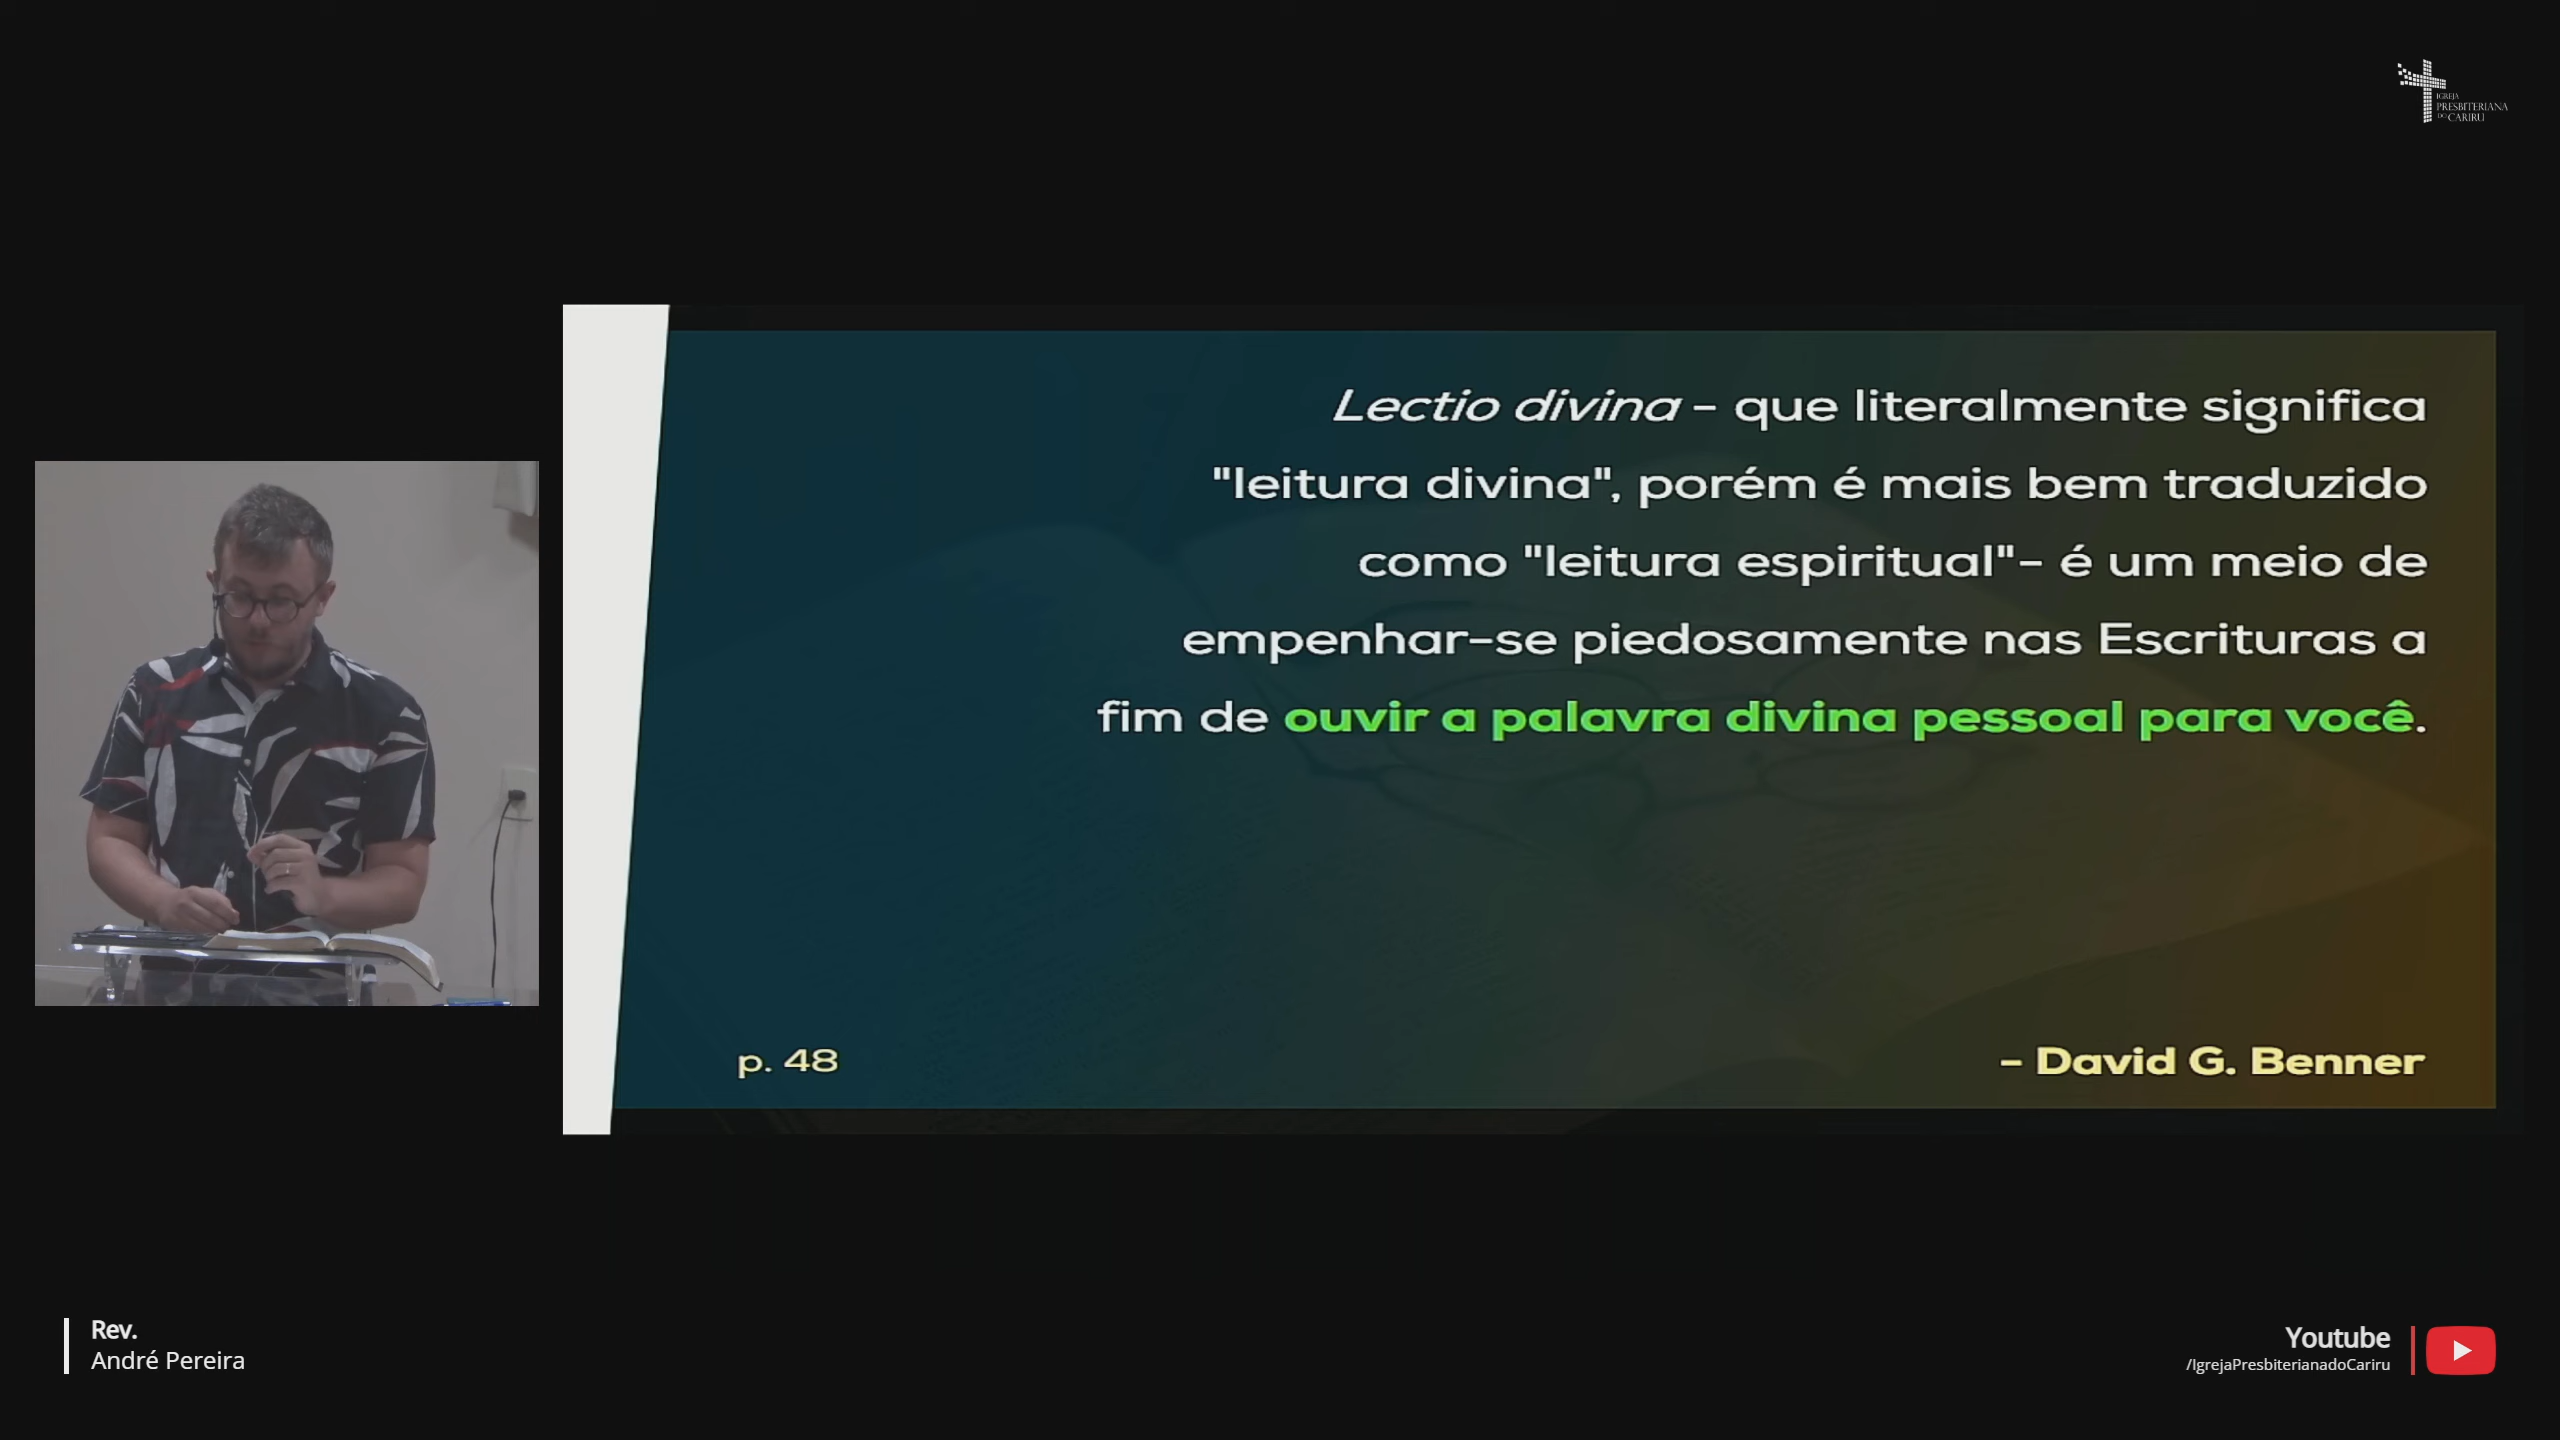 IGREJA
PRESBITERIANA
DO CARIRU
Lectio divina - que literalmente significa
"leitura divina", porém é mais bem traduzido
como "leitura espiritual"- é um meio de
empenhar-se piedosamente nas Escrituras a
fim de ouvir a palavra divina pessoal para você.
p. 48
- David G. Benner
Rev.
André Pereira
Youtube
/IgrejaPresbiterianadoCariru